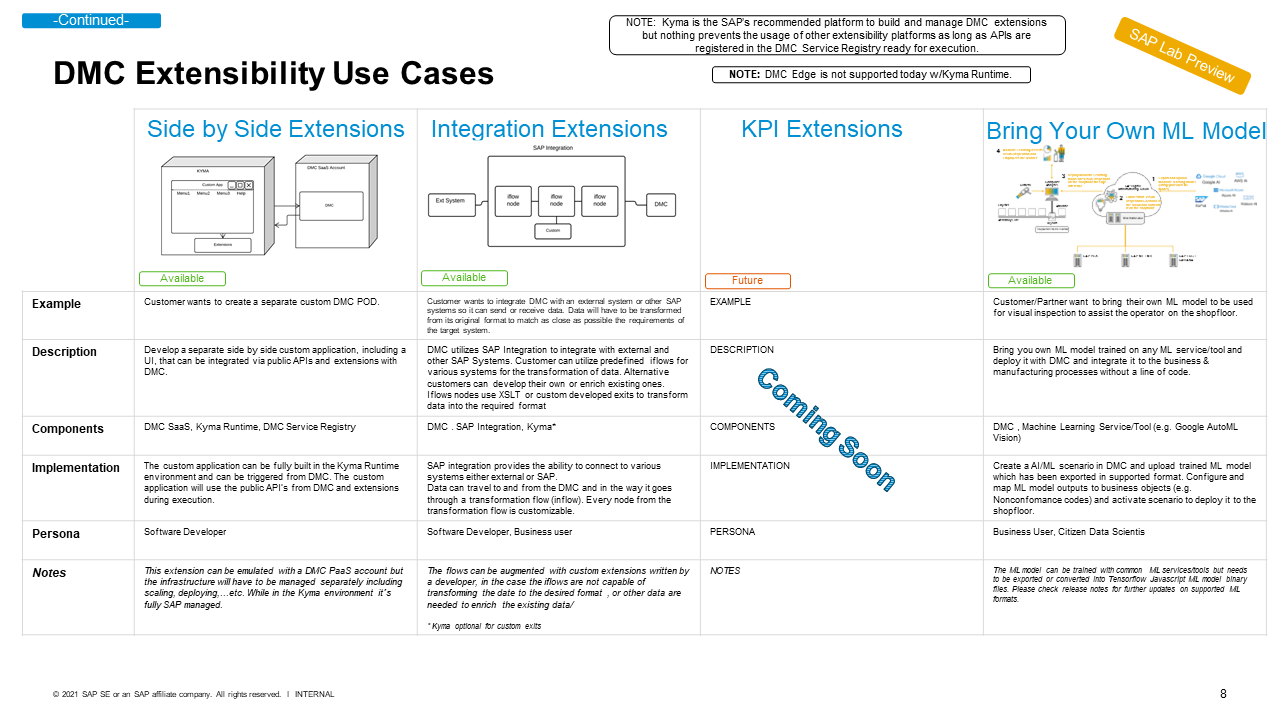 -Continued-
NOTE: Kyma is the SAP's recommended platform to build and manage DMC extensions
but nothing prevents the usage of other extensibility platforms as long as APIs are
registered in the DMC Service Registry ready for execution.
SAP Lab Preview
DMC Extensibility Use Cases
NOTE: DMC Edge is not supported today w/Kyma Runtime.
Side by Side Extensions
KYMA
Custom App
Menu1 Menu2 Menu3 Help
Extensions
DMC SaaS Account
DMC
Available
Integration Extensions
SAP Integration
Ext System
iflow
node
iflow
node
iflow
node
Custom
DMC
Available
KPI Extensions
Future
Bring Your Own ML Model
Google Cloud
Google AI
Available
Example
Customer wants to create a separate custom DMC POD.
Customer wants to integrate DMC with an external system or other SAP
systems so it can send or receive data. Data will have to be transformed
from its original format to match as close as possible the requirements of
the target system.
EXAMPLE
Customer/Partner want to bring their own ML model to be used
for visual inspection to assist the operator on the shopfloor.
Description
Develop a separate side by side custom application, including a
UI, that can be integrated via public APIs and extensions with
DMC.
DMC utilizes SAP Integration to integrate with external and
other SAP Systems. Customer can utilize predefined iflows for
various systems for the transformation of data. Alternative
customers can develop their own or enrich existing ones.
Iflows nodes use XSLT or custom developed exits to transform
data into the required format
DESCRIPTION
Coming Soon
Bring you own ML model trained on any ML service/tool and
deploy it with DMC and integrate it to the business &
manufacturing processes without a line of code.
Components
DMC SaaS, Kyma Runtime, DMC Service Registry
DMC . SAP Integration, Kyma*
COMPONENTS
DMC , Machine Learning Service/Tool (e.g. Google AutoML
Vision)
Implementation
The custom application can be fully built in the Kyma Runtime
environment and can be triggered from DMC. The custom
application will use the public API's from DMC and extensions
during execution.
SAP integration provides the ability to connect to various
systems either external or SAP.
Data can travel to and from the DMC and in the way it goes
through a transformation flow (inflow). Every node from the
transformation flow is customizable.
IMPLEMENTATION
Create a AI/ML scenario in DMC and upload trained ML model
which has been exported in supported format. Configure and
map ML model outputs to business objects (e.g.
Nonconfomance codes) and activate scenario to deploy it to the
shopfloor.
Persona
Software Developer
Software Developer, Business user
PERSONA
Business User, Citizen Data Scientis
Notes
This extension can be emulated with a DMC PaaS account but
the infrastructure will have to be managed separately including
scaling, deploying,...etc. While in the Kyma environment it's
fully SAP managed.
The flows can be augmented with custom extensions written by
a developer, in the case the iflows are not capable of
transforming the date to the desired format , or other data are
needed to enrich the existing data/
* Kyma optional for custom exits
NOTES
The ML model can be trained with common ML services/tools but needs
to be exported or converted into Tensorflow Javascript ML model binary
files. Please check release notes for further updates on supported ML
formats.
© 2021 SAP SE or an SAP affiliate company. All rights reserved. I INTERNAL
8